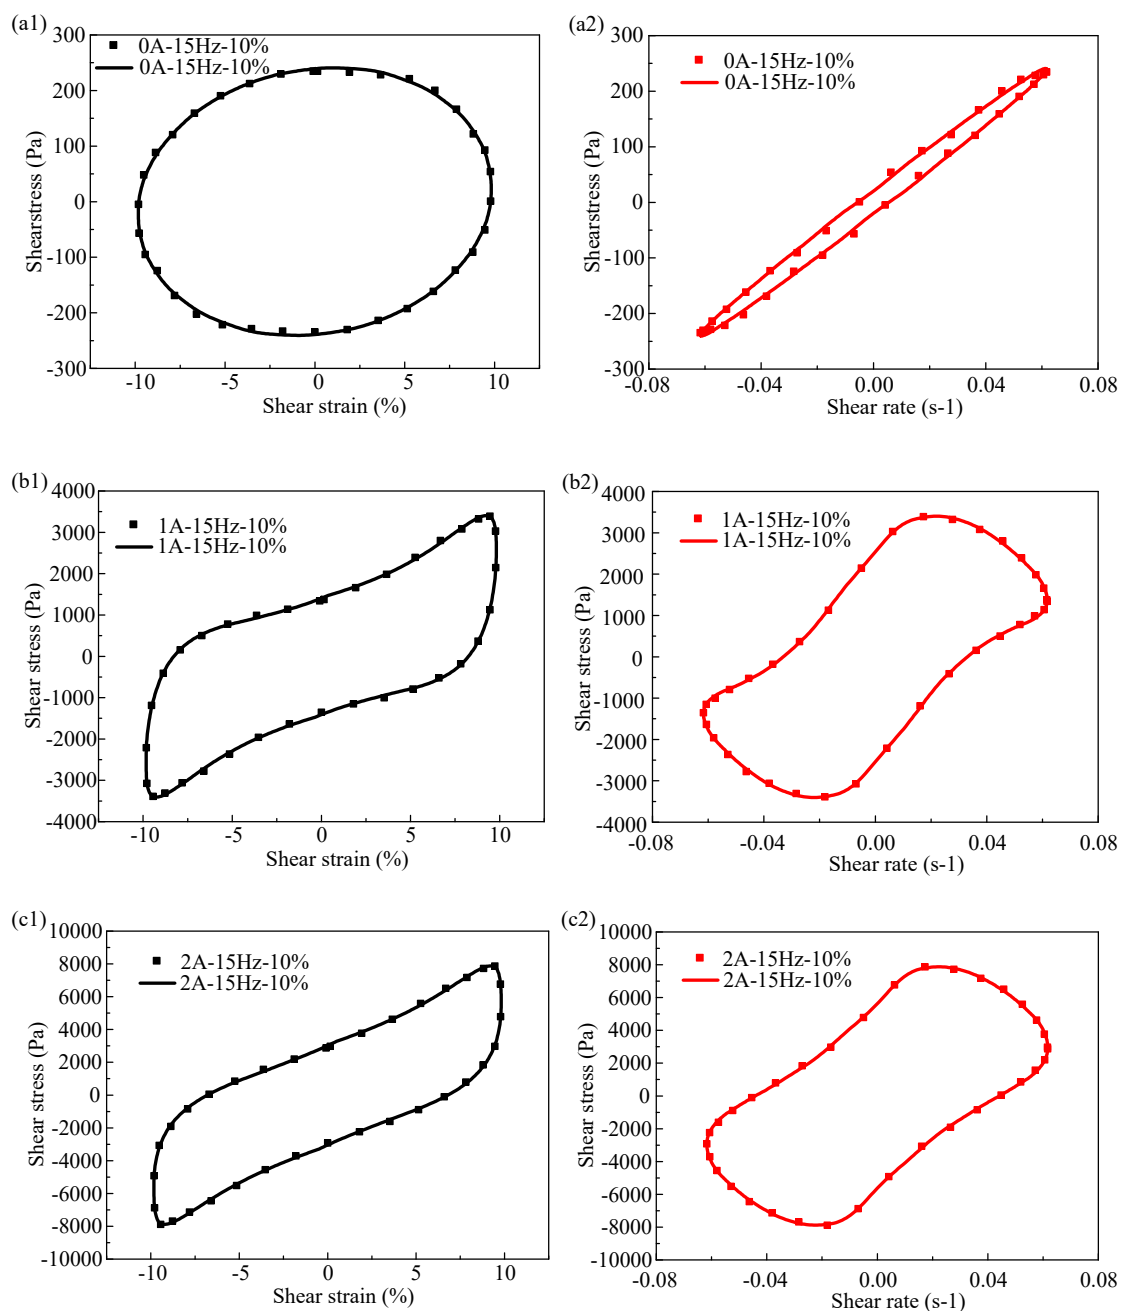 (a1)
300
200
100
0
-100
-200
-300
Shearstress (Pa)
0A-15Hz-10%
0A-15Hz-10%
-10 -5 0 5 10
Shear strain (%)
(a2)
300
200
100
0
-100
-200
-300
Shearstress (Pa)
0A-15Hz-10%
0A-15Hz-10%
-0.08 -0.04 0.00 0.04 0.08
Shear rate (s-1)
(b1)
4000
3000
2000
1000
0
-1000
-2000
-3000
-4000
Shear stress (Pa)
1A-15Hz-10%
1A-15Hz-10%
-10 -5 0 5 10
Shear strain (%)
(b2)
4000
3000
2000
1000
0
-1000
-2000
-3000
-4000
Shear stress (Pa)
1A-15Hz-10%
1A-15Hz-10%
-0.08 -0.04 0.00 0.04 0.08
Shear rate (s-1)
(c1)
10000
8000
6000
4000
2000
0
-2000
-4000
-6000
-8000
-10000
Shear stress (Pa)
2A-15Hz-10%
2A-15Hz-10%
-10 -5 0 5 10
Shear strain (%)
(c2)
10000
8000
6000
4000
2000
0
-2000
-4000
-6000
-8000
-10000
Shear stress (Pa)
2A-15Hz-10%
2A-15Hz-10%
-0.08 -0.04 0.00 0.04 0.08
Shear rate (s-1)